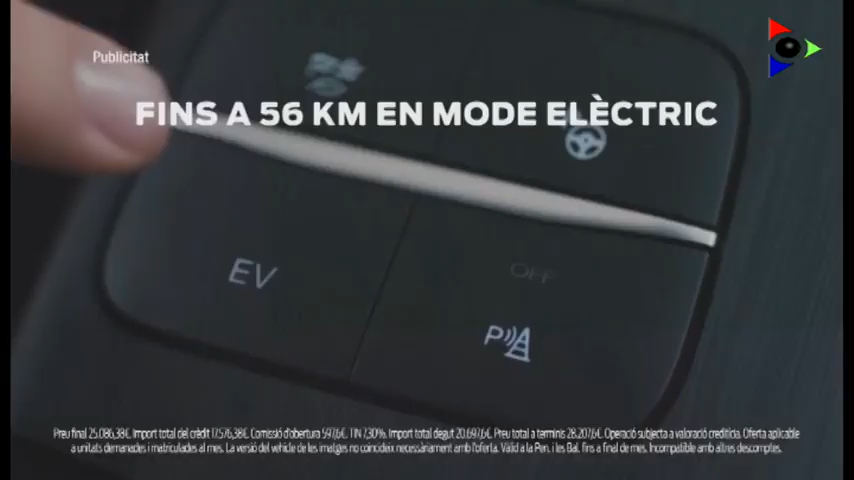 Publicitat
FINS A 56 KM EN MODE ELÈCTRIC
EV
OFF
P
Preu final 25.086,38€. Import total del crèdit 17.576,38€. Comissió d'obertura 597,6€. TIN 7,30%. Import total degut 20.697,6€. Preu total a terminis 28.207,6€. Operació subjecta a valoració creditícia. Oferta aplicable
a unitats demanades i matriculades al mes. La versió del vehicle de les imatges no coincideix necessàriament amb l'oferta. Vàlid a la Pen. i les Bal. fins a final de mes. Incompatible amb altres descomptes.